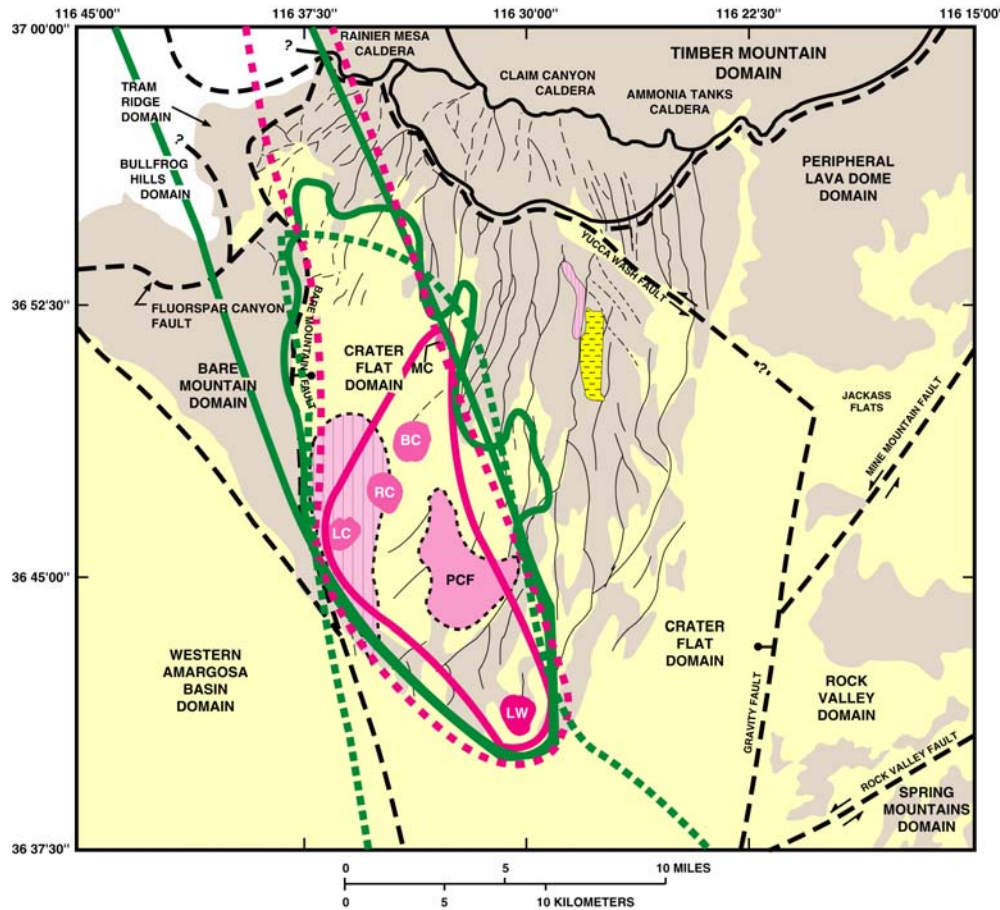 116 45'00"
116 37'30"
116 30'00"
116 22'30"
116 15'00"
37 00'00"
?
RAINIER MESA
CALDERA
TIMBER MOUNTAIN
DOMAIN
CLAIM CANYON
CALDERA
AMMONIA TANKS
CALDERA
TRAM
RIDGE
DOMAIN
?
BULLFROG
HILLS
DOMAIN
PERIPHERAL
LAVA DOME
DOMAIN
YUCCA WASH FAULT
36 52'30"
FLUORSPAR CANYON
FAULT
BARE MOUNTAIN FAULT
CRATER
FLAT
DOMAIN
MC
BARE
MOUNTAIN
DOMAIN
?
JACKASS
FLATS
MINE MOUNTAIN FAULT
BC
RC
LC
PCF
36 45'00"
WESTERN
AMARGOSA
BASIN
DOMAIN
CRATER
FLAT
DOMAIN
ROCK
VALLEY
DOMAIN
LW
GRAVITY FAULT
ROCK VALLEY FAULT
SPRING
MOUNTAINS
DOMAIN
36 37'30"
0 5 10 MILES
0 5 10 KILOMETERS